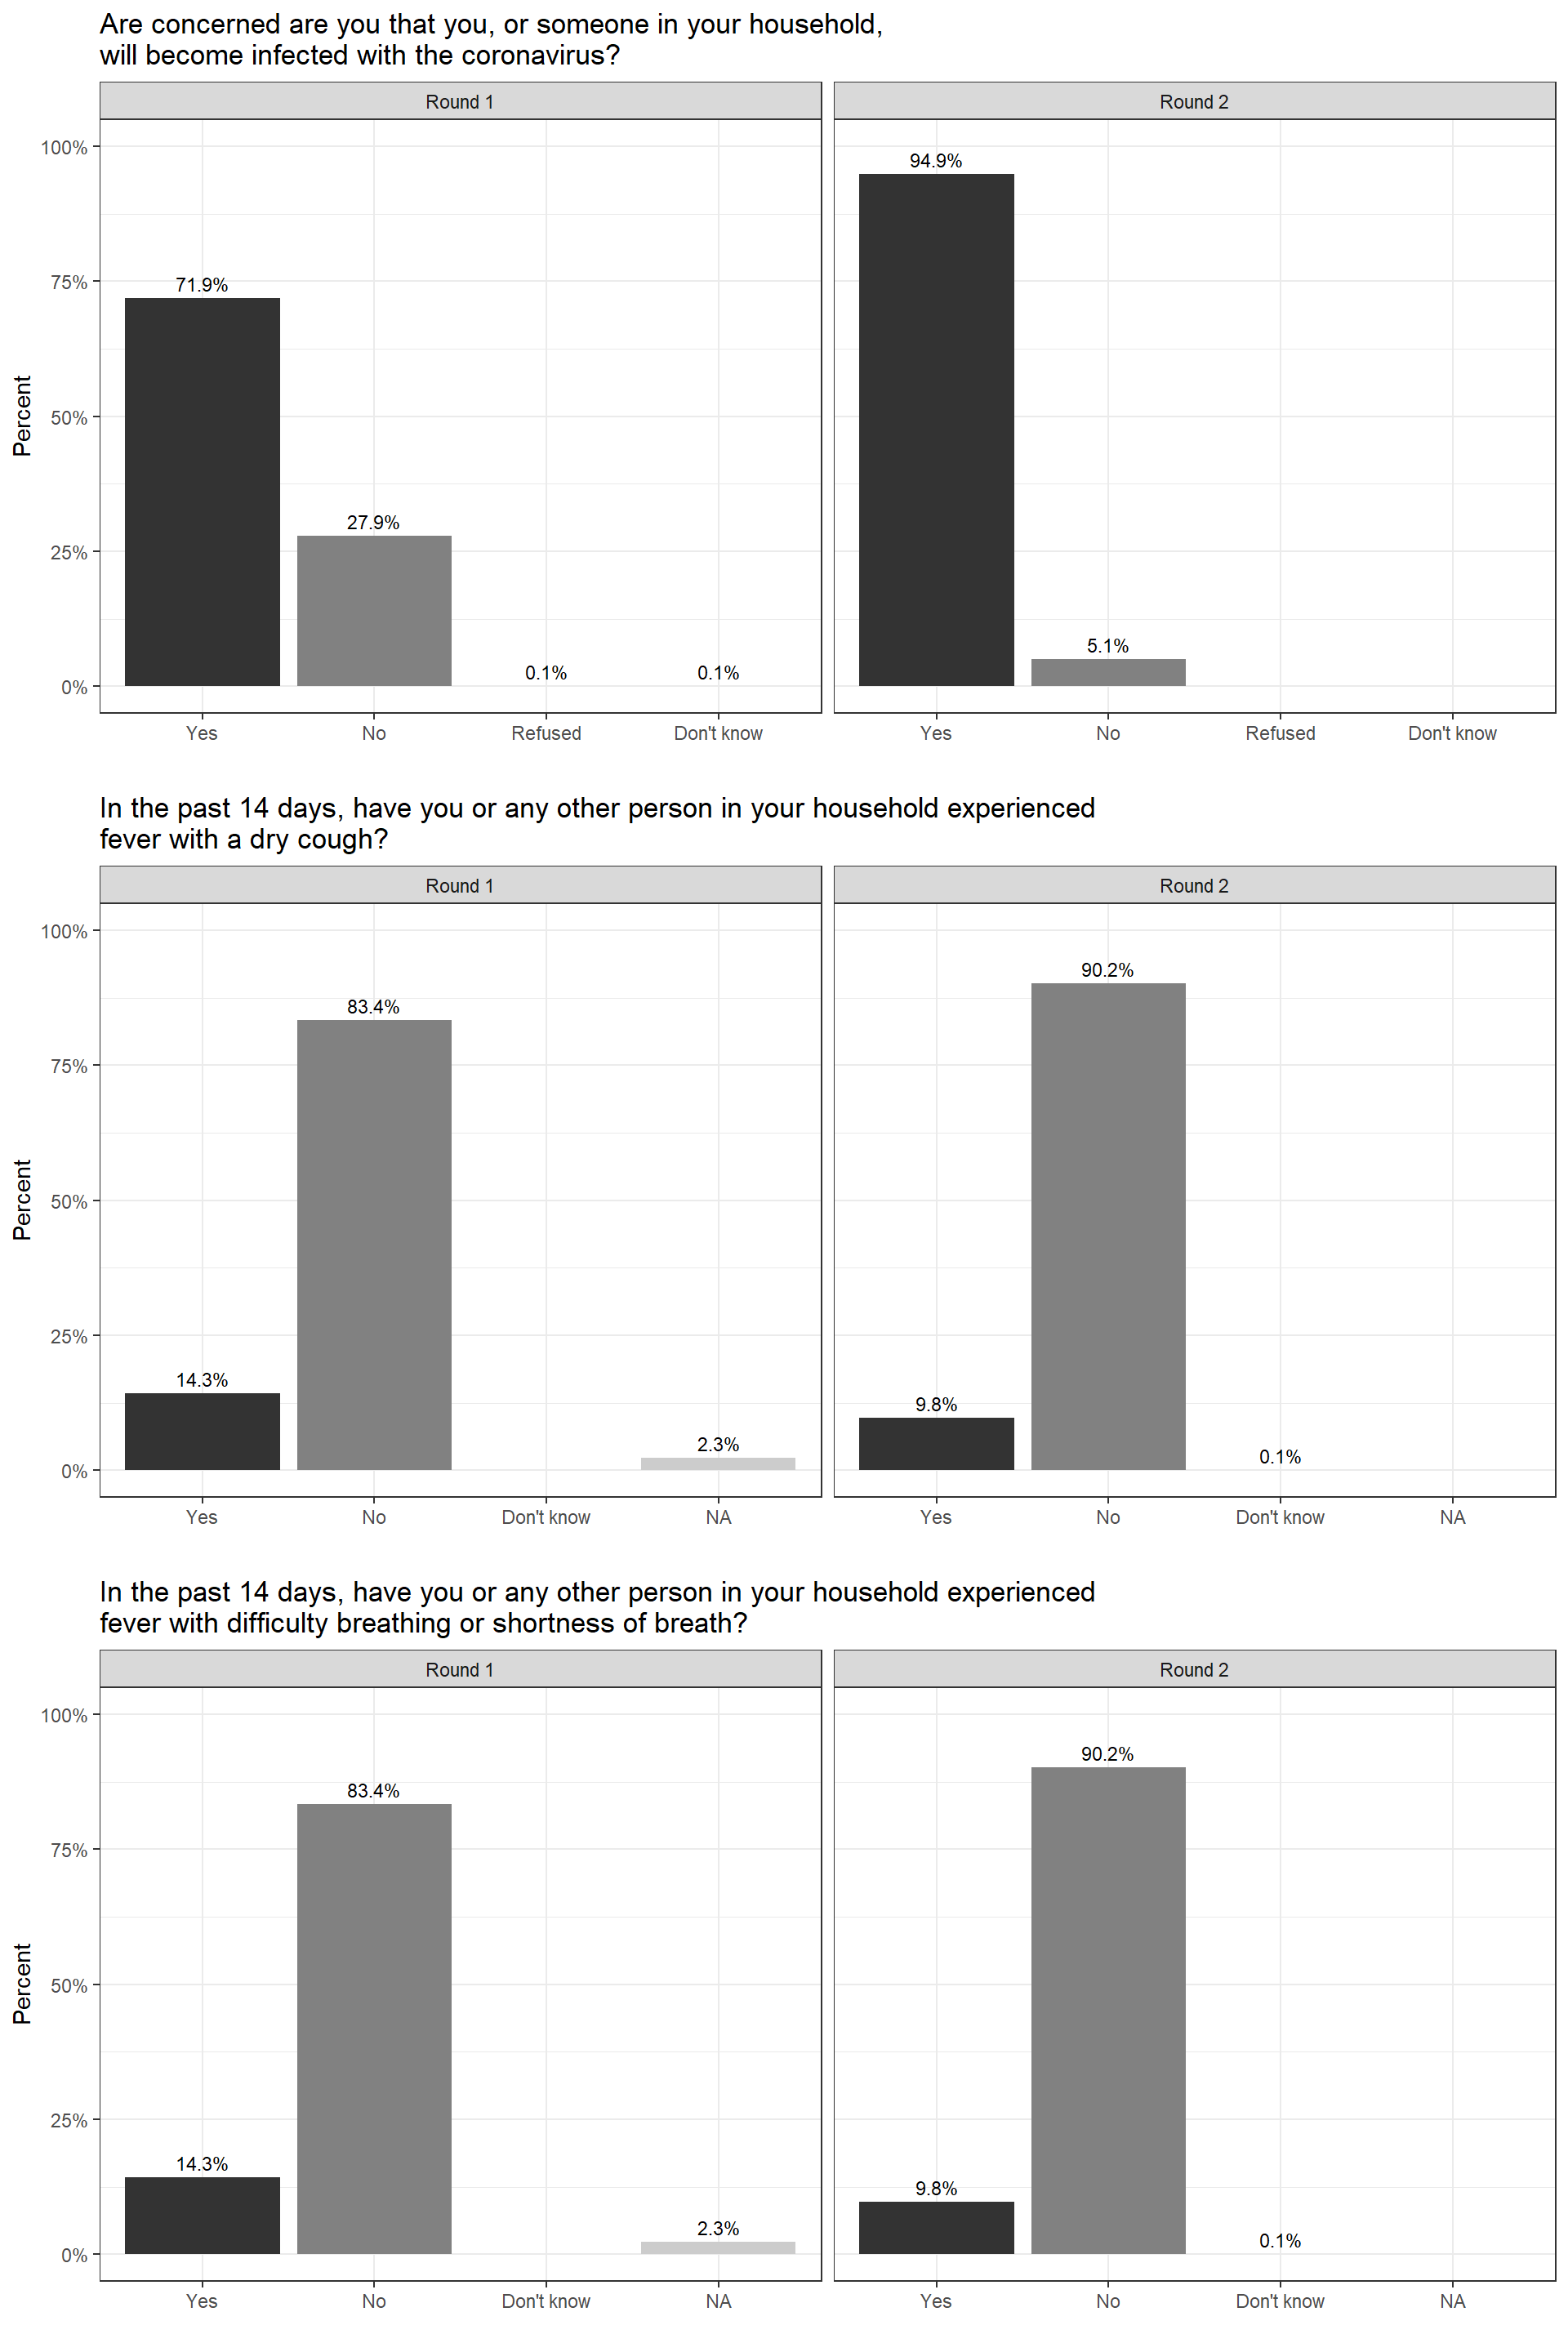 Are concerned are you that you, or someone in your household,
will become infected with the coronavirus?
Round 1
Round 2
100%
94.9%
75%
71.9%
Percent
50%
27.9%
25%
5.1%
0.1%
0.1%
0%
Yes
No
Refused
Don't know
Yes
No
Refused
Don't know
In the past 14 days, have you or any other person in your household experienced
fever with a dry cough?
Round 1
Round 2
100%
90.2%
83.4%
75%
Percent
50%
25%
14.3%
9.8%
2.3%
0.1%
0%
Yes
No
Don't know
NA
Yes
No
Don't know
NA
In the past 14 days, have you or any other person in your household experienced
fever with difficulty breathing or shortness of breath?
Round 1
Round 2
100%
90.2%
83.4%
75%
Percent
50%
25%
14.3%
9.8%
2.3%
0.1%
0%
Yes
No
Don't know
NA
Yes
No
Don't know
NA